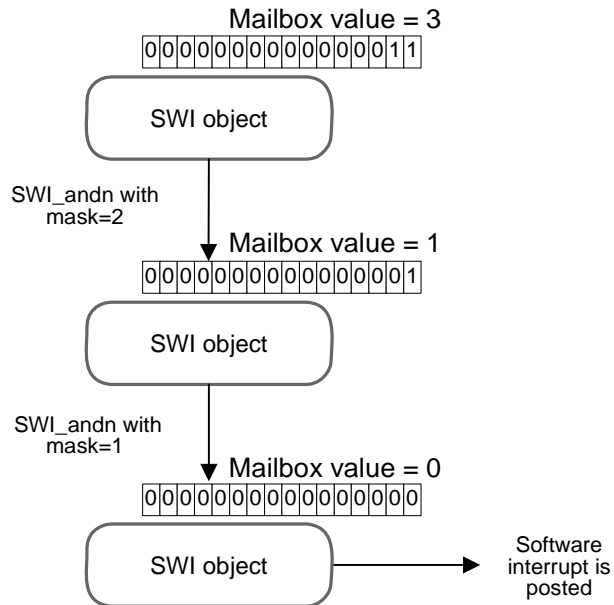 Mailbox value = 3
0000000000000011
SWI object
SWI_andn with
mask=2
Mailbox value = 1
0000000000000001
SWI object
SWI_andn with
mask=1
Mailbox value = 0
0000000000000000
SWI object
Software
interrupt is
posted